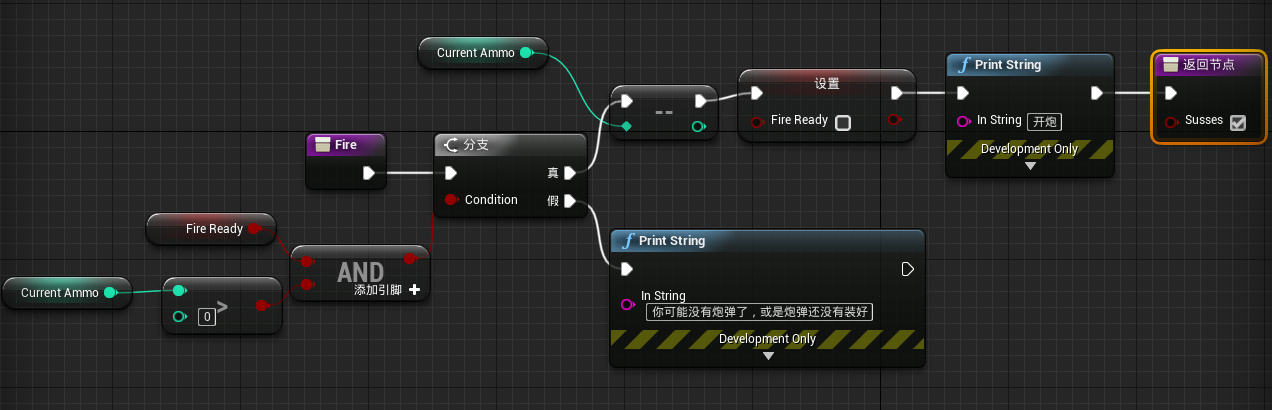 Current Ammo
--
设置
Fire Ready
Print String
In String 开炮
Development Only
返回节点
Susses
Fire
分支
真
Condition 假
Fire Ready
AND
添加引脚
Current Ammo
0 >
Print String
In String
你可能没有炮弹了，或是炮弹还没有装好
Development Only